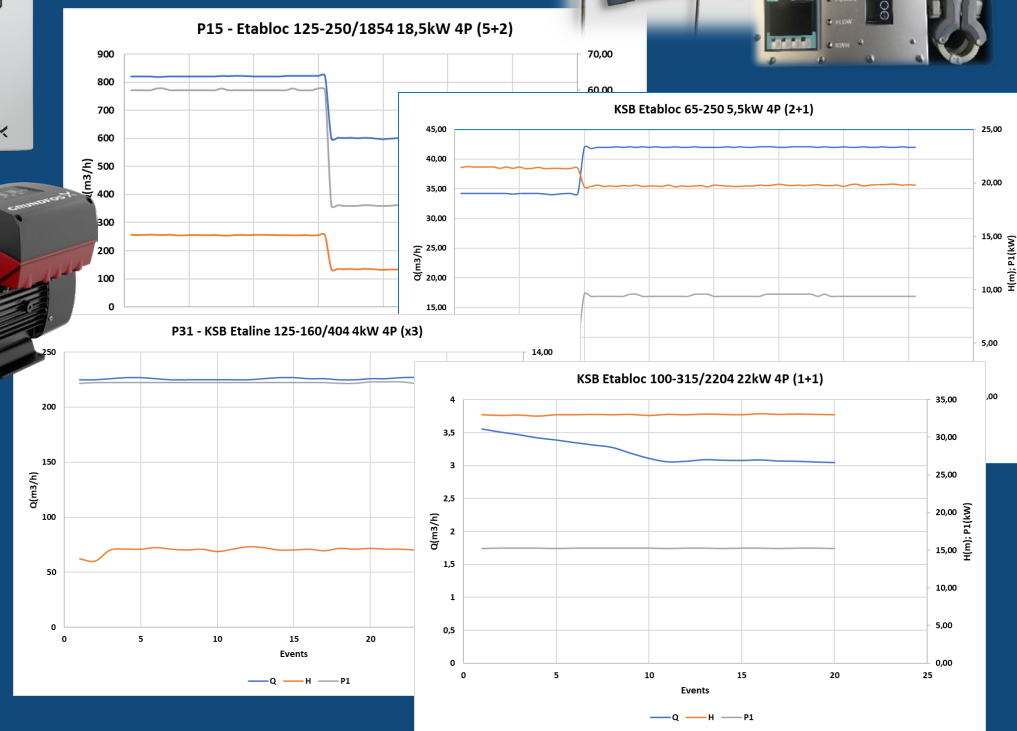 P15 - Etabloc 125-250/1854 18,5kW 4P (5+2)
900
800
700
600
500
400
300
200
100
0
(m3/h)
70,00
60,00
GRUNDFOS
FLOW
KWH
KSB Etabloc 65-250 5,5kW 4P (2+1)
45,00
40,00
35,00
30,00
25,00
20,00
15,00
Q(m3/h)
25,00
20,00
15,00
10,00
5,00
,00
H(m); P1(kW)
P31 - KSB Etaline 125-160/404 4kW 4P (x3)
250
200
150
100
50
0
Q(m3/h)
14,00
0 5 10 15 20
Events
Q H P1
KSB Etabloc 100-315/2204 22kW 4P (1+1)
4
3,5
3
2,5
2
1,5
1
0,5
0
Q(m3/h)
35,00
30,00
25,00
20,00
15,00
10,00
5,00
0,00
H(m); P1(kW)
0 5 10 15 20 25
Events
Q H P1